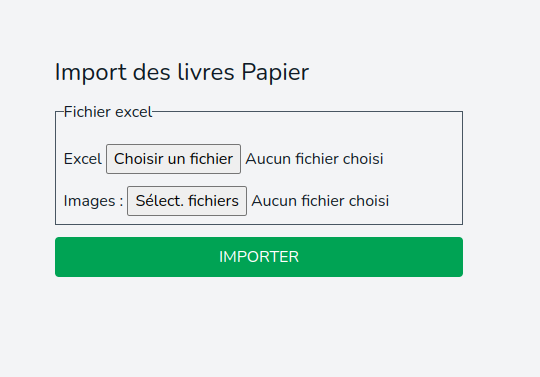 Import des livres Papier
Fichier excel
Excel Choisir un fichier Aucun fichier choisi
Images : Sélect. fichiers Aucun fichier choisi
IMPORTER